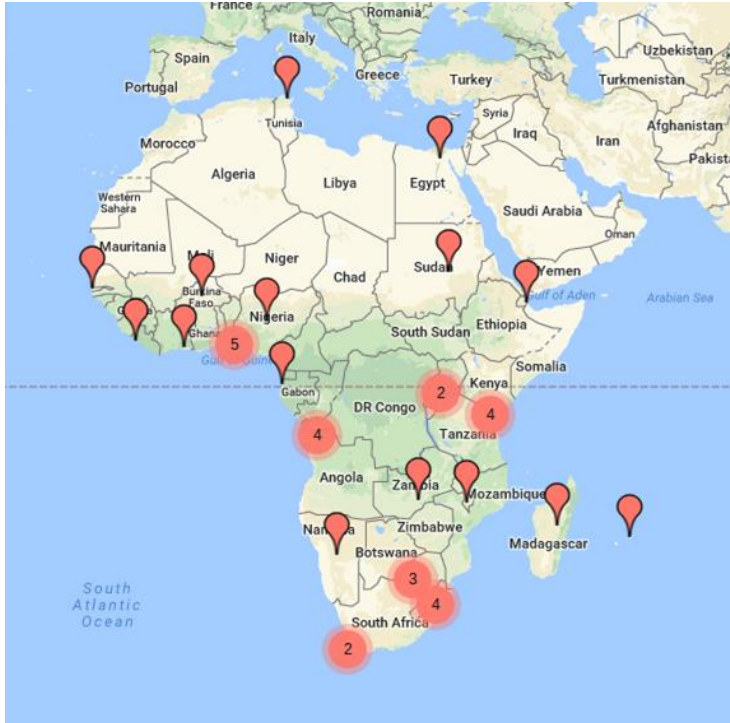 France
Romania
Italy
Spain
Portugal
Greece
Turkey
Uzbekistan
Turkmenistan
Syria
Afghanistan
Iraq
Iran
Pakist
Tunisia
Morocco
Algeria
Libya
Egypt
Western
Sahara
Saudi Arabia
Oman
Mauritania
Mali
Niger
Chad
Sudan
Yemen
Gulf of Aden
Arabian Sea
Burkina
Faso
Nigeria
Ghana
South Sudan
Ethiopia
Somalia
5
Gabon
DR Congo
2
Kenya
4
Tanzania
4
Angola
Zambia
Mozambique
Zimbabwe
Madagascar
Botswana
3
4
South Africa
2
South
Atlantic
Ocean